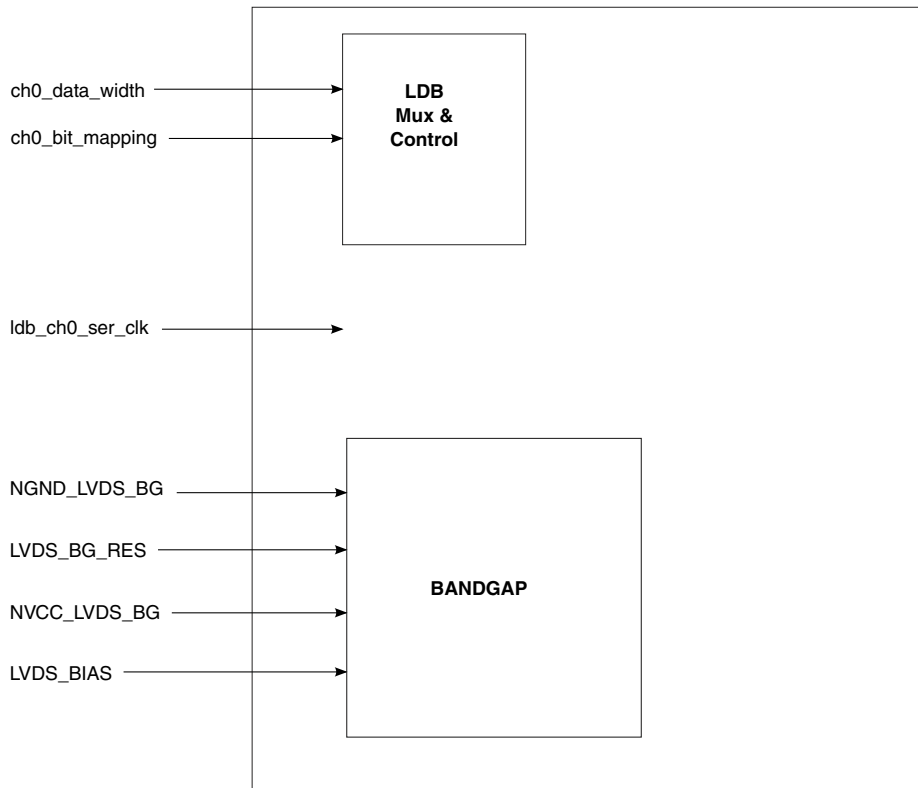 ch0_data_width
ch0_bit_mapping
LDB
Mux &
Control
ldb_ch0_ser_clk
NGND_LVDS_BG
LVDS_BG_RES
NVCC_LVDS_BG
LVDS_BIAS
BANDGAP